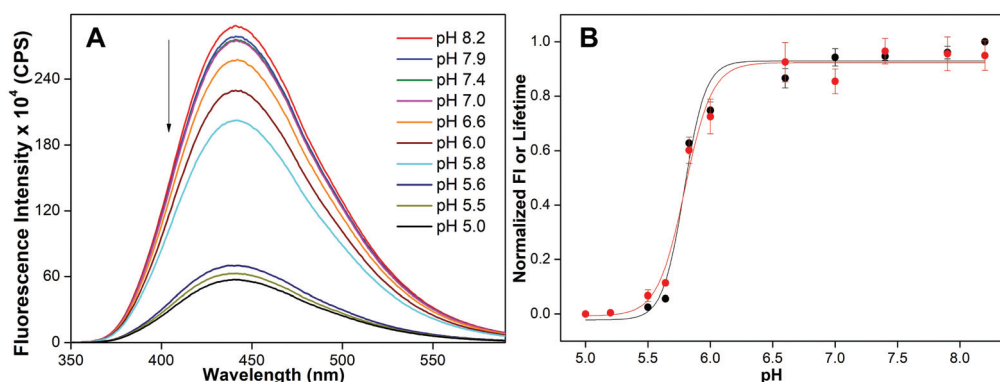 A
pH 8.2
pH 7.9
pH 7.4
pH 7.0
pH 6.6
pH 6.0
pH 5.8
pH 5.6
pH 5.5
pH 5.0
Fluorescence Intensity x 10⁴ (CPS)
240
180
120
60
0
350 400 450 500 550
Wavelength (nm)
B
Normalized FI or Lifetime
1.0
0.8
0.6
0.4
0.2
0.0
5.0 5.5 6.0 6.5 7.0 7.5 8.0
pH